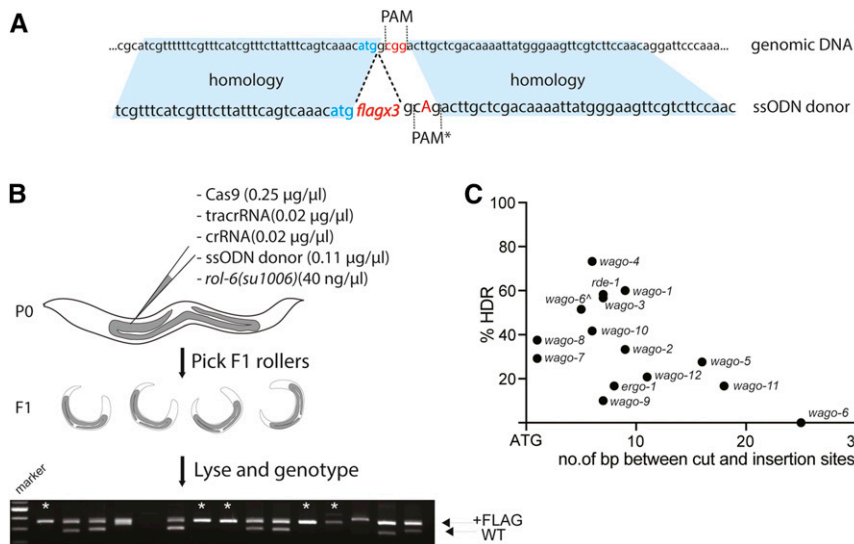 A
PAM
...cgcatcgttttttcgtttcatcgtttcttatttcagtcaaacatggcggacttgctcgacaaaattatgggaagttcgtcttccaacaggattcccaaa... genomic DNA
homology homology
tcgtttcatcgtttcttatttcagtcaaacatg flagx3 gcAgacttgctcgacaaaattatgggaagttcgtcttccaac ssODN donor
PAM*
B
- Cas9 (0.25 µg/µl)
- tracrRNA(0.02 µg/µl)
- crRNA(0.02 µg/µl)
- ssODN donor (0.11 µg/µl)
- rol-6(su1006)(40 ng/µl)
P0
Pick F1 rollers
F1
Lyse and genotype
marker
* * * * *
+FLAG
WT
C
% HDR
100
80
60
40
20
wago-4
rde-1
wago-1
wago-6^
wago-3
wago-10
wago-8
wago-2
wago-7
wago-5
wago-12
ergo-1
wago-11
wago-9
wago-6
ATG 10 20 3
no.of bp between cut and insertion sites